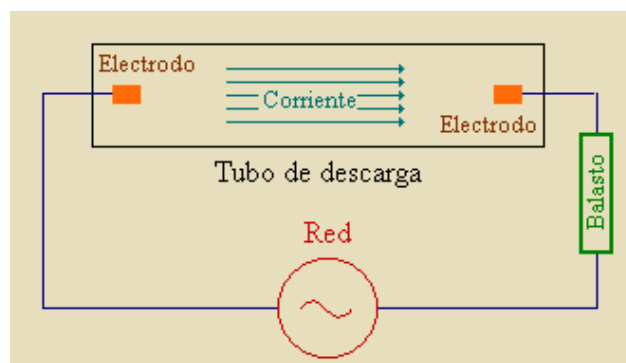 Electrodo
Corriente
Electrodo
Tubo de descarga
Balasto
Red